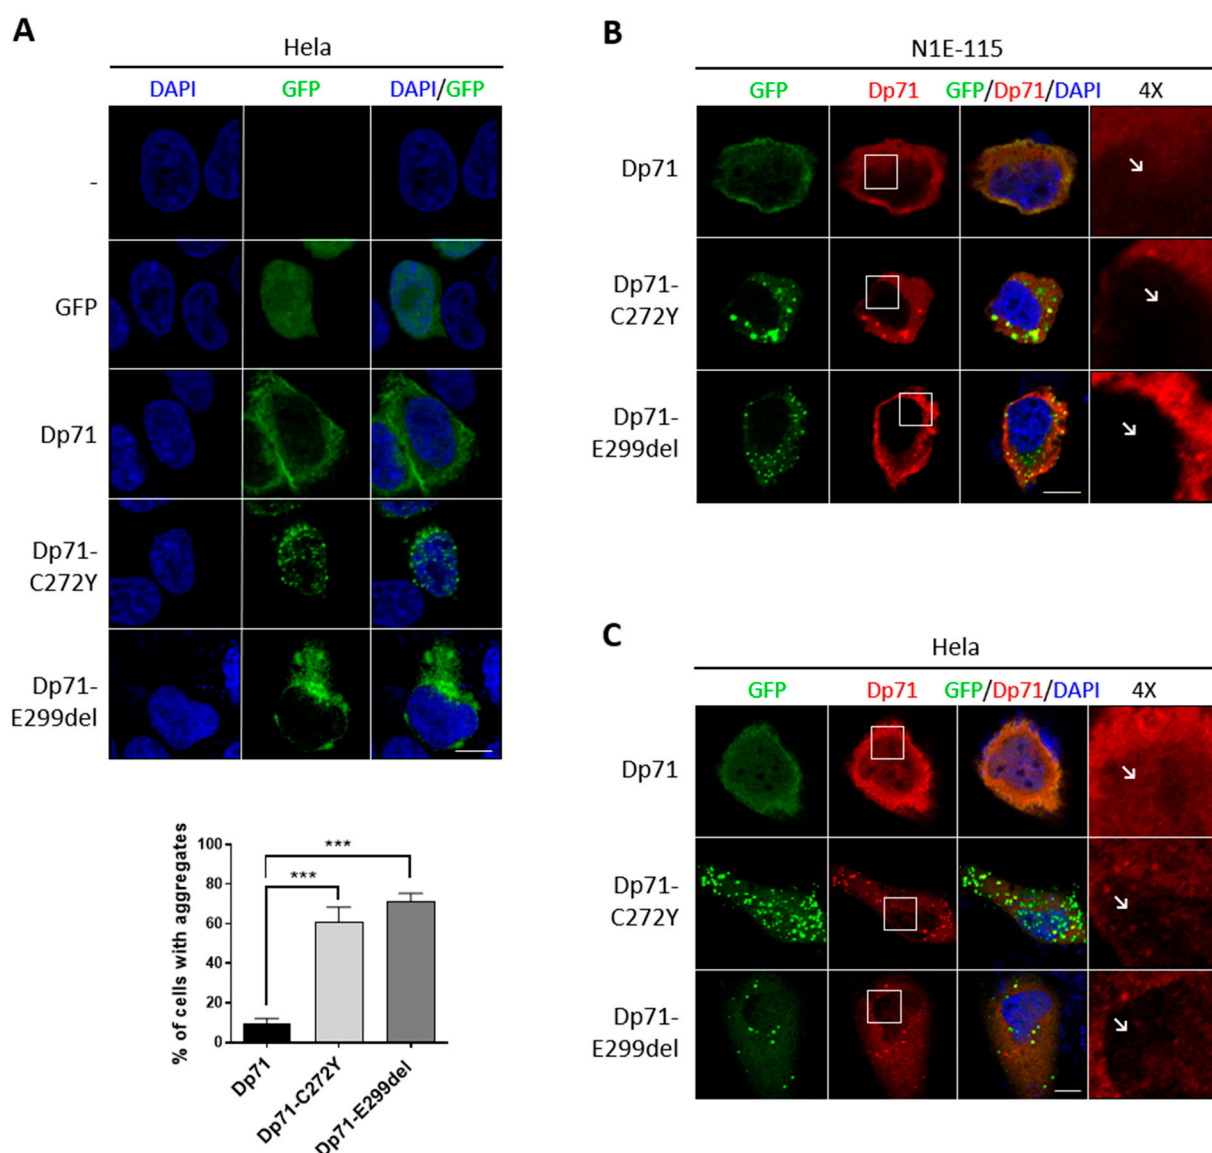 A
Hela
DAPI GFP DAPI/GFP
-
GFP
Dp71
Dp71-
C272Y
Dp71-
E299del
% of cells with aggregates
100
80
60
40
20
0
***
***
Dp71
Dp71-C272Y
Dp71-E299del
B
N1E-115
GFP Dp71 GFP/Dp71/DAPI 4X
Dp71
Dp71-
C272Y
Dp71-
E299del
C
Hela
GFP Dp71 GFP/Dp71/DAPI 4X
Dp71
Dp71-
C272Y
Dp71-
E299del